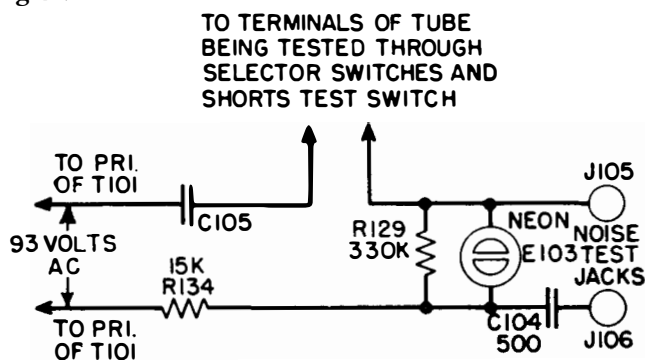 TO TERMINALS OF TUBE
BEING TESTED THROUGH
SELECTOR SWITCHES AND
SHORTS TEST SWITCH
TO PRI.
OF T101
C105
93 VOLTS
AC
15K
R134
TO PRI.
OF T101
R129
330K
NEON
E103
J105
NOISE
TEST
JACKS
C104
500
J106